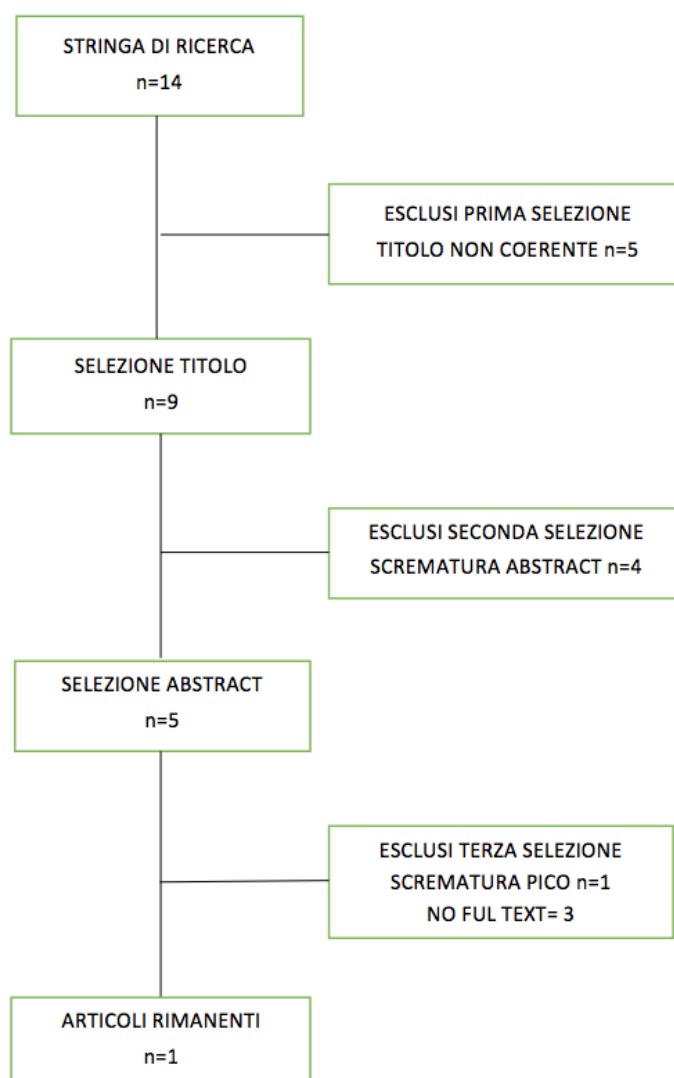 STRINGA DI RICERCA
n=14
ESCLUSI PRIMA SELEZIONE
TITOLO NON COERENTE n=5
SELEZIONE TITOLO
n=9
ESCLUSI SECONDA SELEZIONE
SCREMATURA ABSTRACT n=4
SELEZIONE ABSTRACT
n=5
ESCLUSI TERZA SELEZIONE
SCREMATURA PICO n=1
NO FUL TEXT= 3
ARTICOLI RIMANENTI
n=1